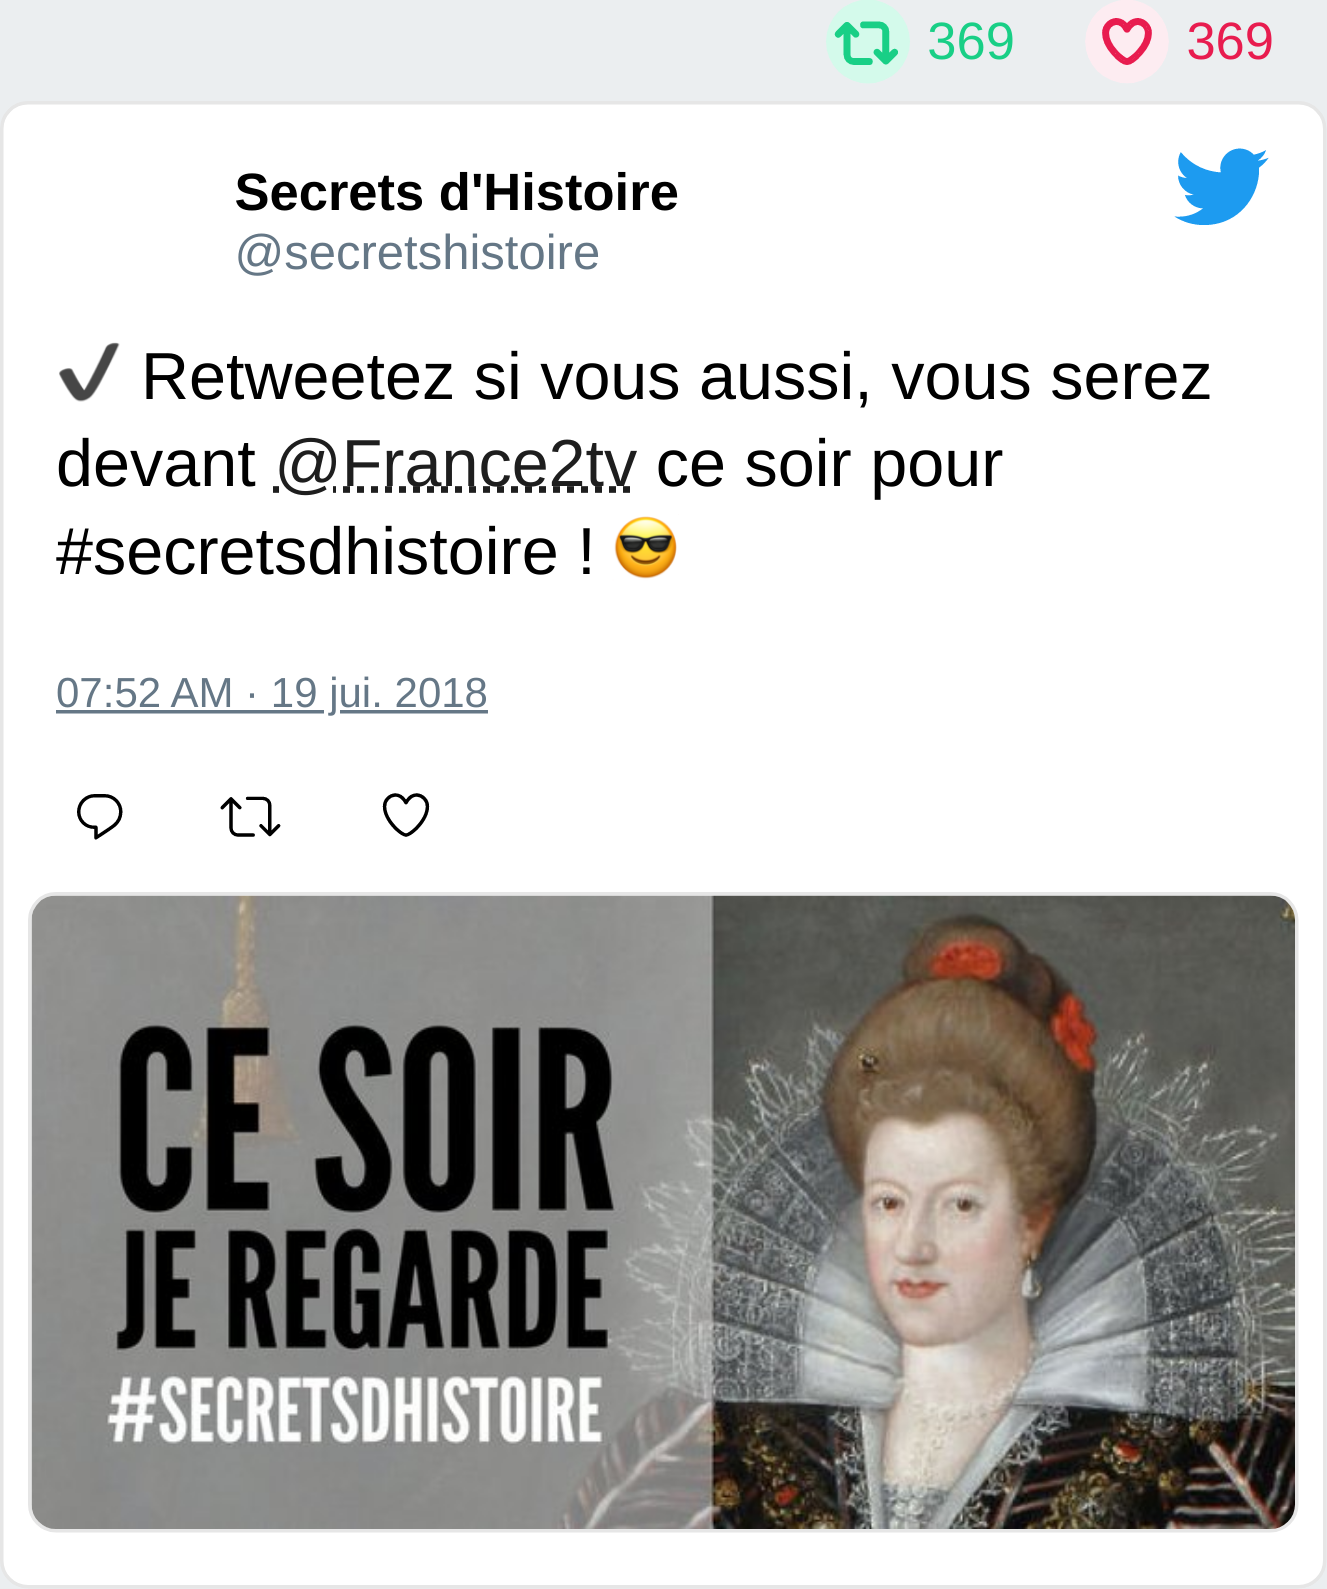 369 369
Secrets d'Histoire
@secretshistoire
✔ Retweetez si vous aussi, vous serez
devant @France2tv ce soir pour
#secretsdhistoire ! 😎
07:52 AM · 19 jui. 2018
CE SOIR
JE REGARDE
#SECRETSDHISTOIRE